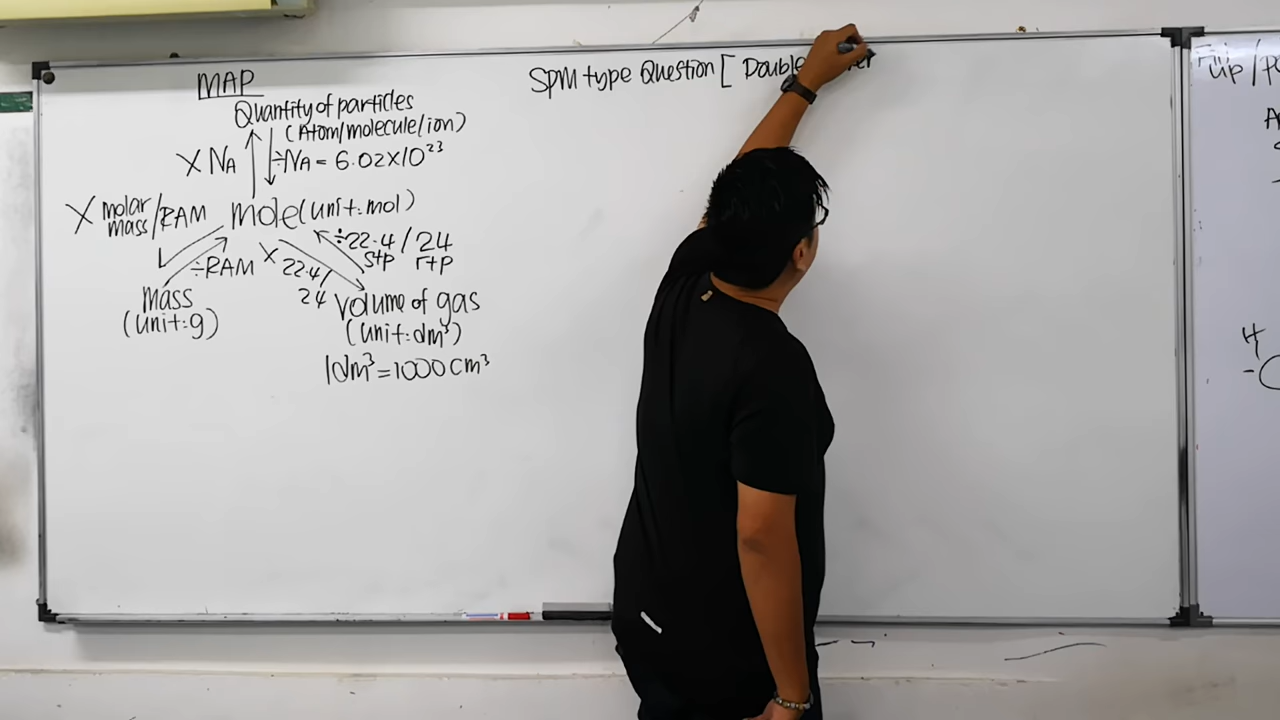 MAP
Quantity of particles
(Atom/molecule/ion)
× NA
÷NA = 6.02×10²³
× molar mass/RAM
mole (unit: mol)
÷22.4 / 24
stp
rtp
÷RAM
× 22.4/
24
Mass
(unit: g)
volume of gas
(unit: dm³)
1dm³ = 1000 cm³
SPM type Question [ Double
up /
H